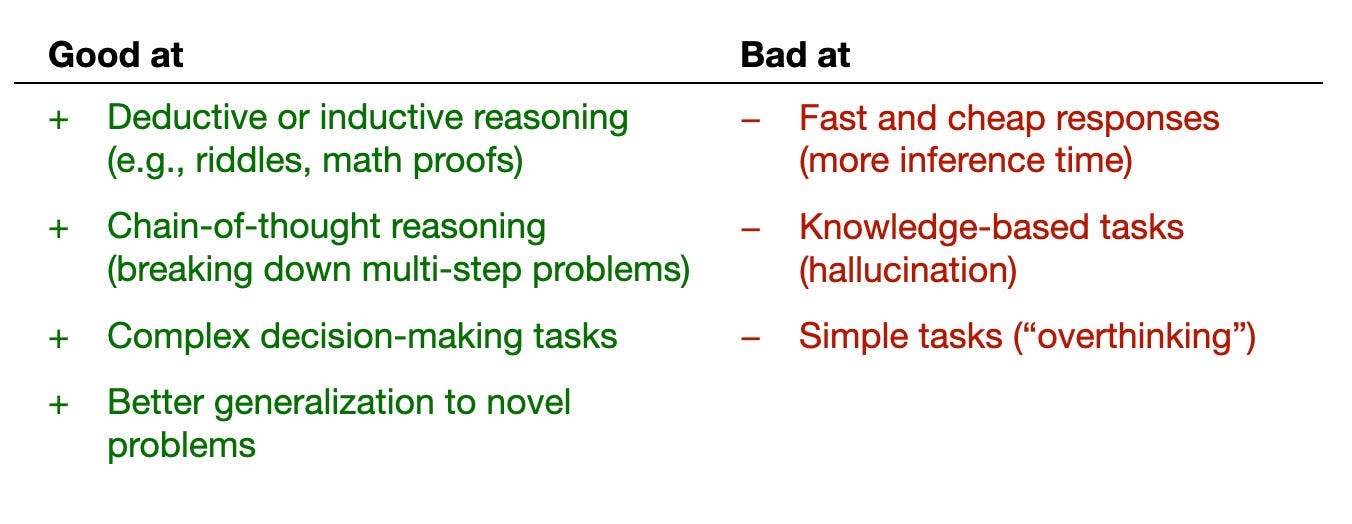 Good at
Bad at
+ Deductive or inductive reasoning
(e.g., riddles, math proofs)
+ Chain-of-thought reasoning
(breaking down multi-step problems)
+ Complex decision-making tasks
+ Better generalization to novel
problems
– Fast and cheap responses
(more inference time)
– Knowledge-based tasks
(hallucination)
– Simple tasks (“overthinking”)